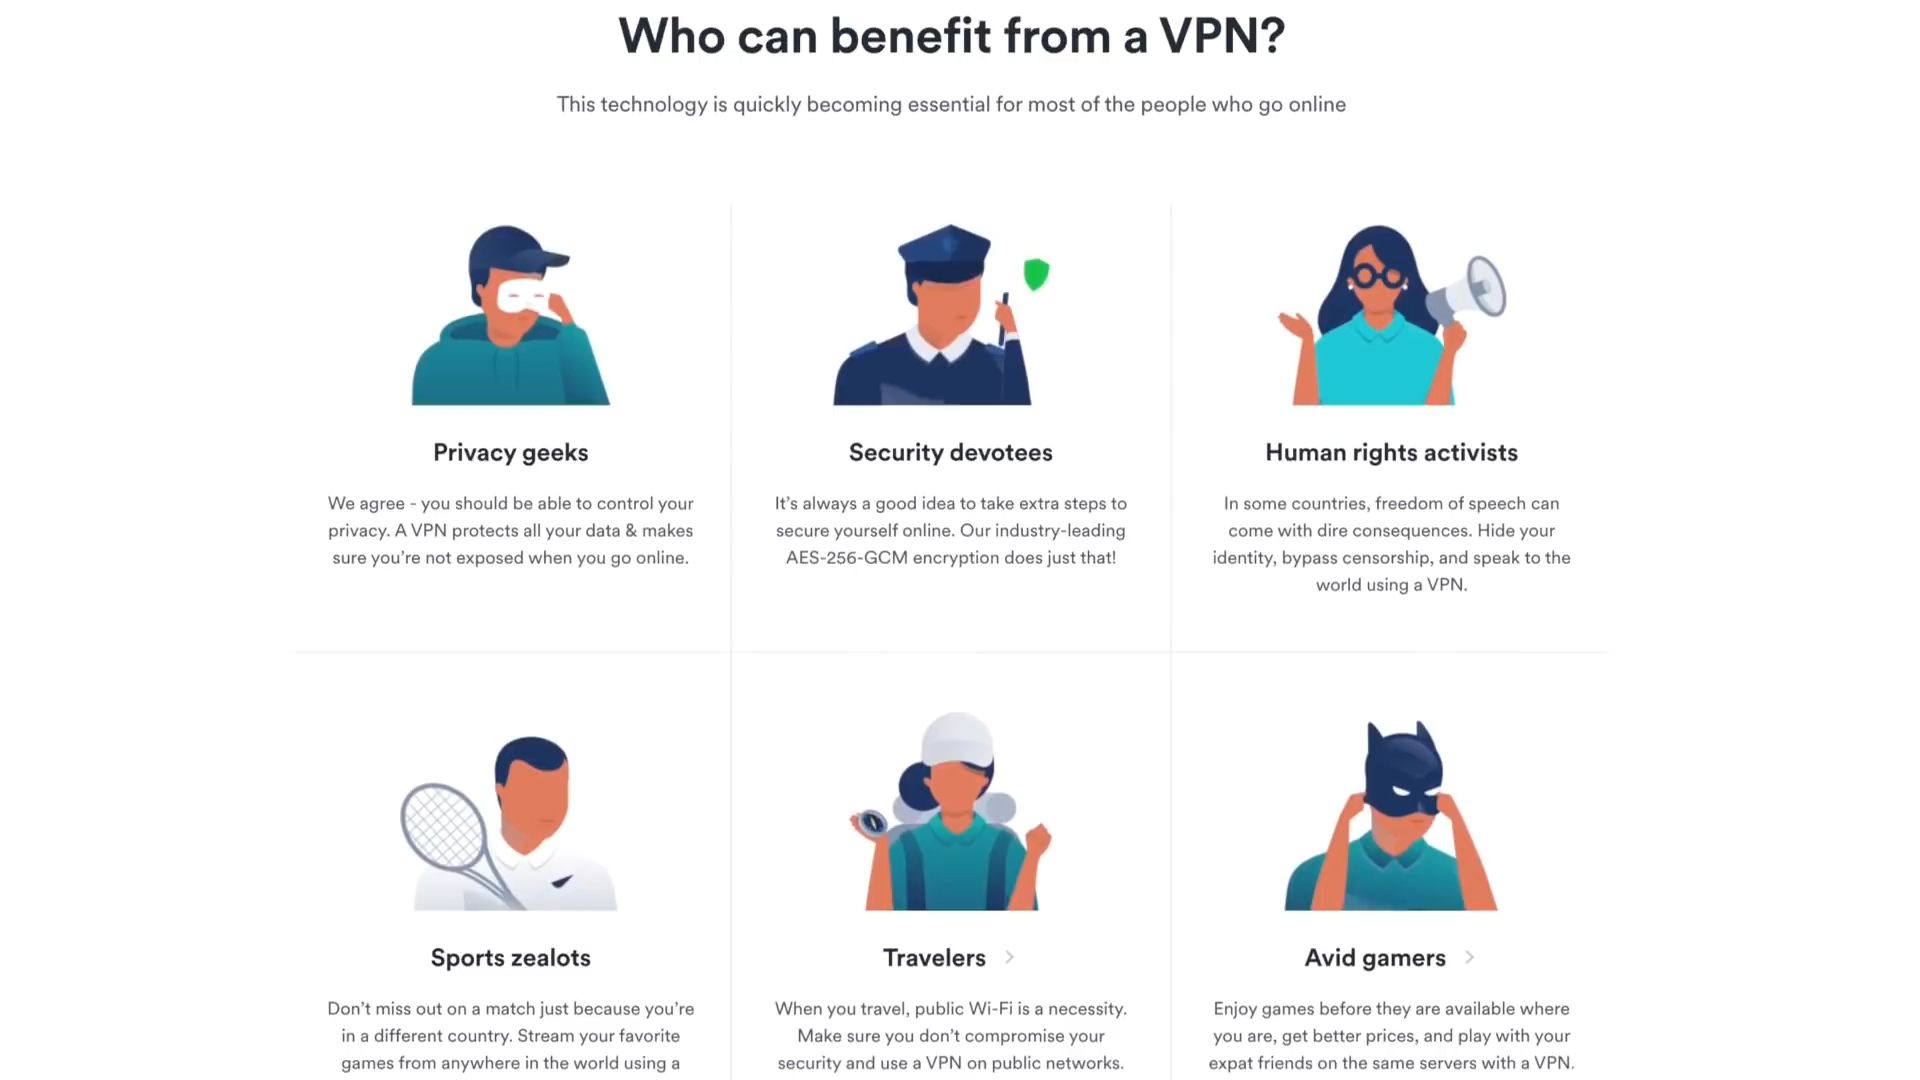 Who can benefit from a VPN?
This technology is quickly becoming essential for most of the people who go online
Privacy geeks
We agree - you should be able to control your
privacy. A VPN protects all your data & makes
sure you’re not exposed when you go online.
Security devotees
It’s always a good idea to take extra steps to
secure yourself online. Our industry-leading
AES-256-GCM encryption does just that!
Human rights activists
In some countries, freedom of speech can
come with dire consequences. Hide your
identity, bypass censorship, and speak to the
world using a VPN.
Sports zealots
Don’t miss out on a match just because you’re
in a different country. Stream your favorite
games from anywhere in the world using a
Travelers
When you travel, public Wi-Fi is a necessity.
Make sure you don’t compromise your
security and use a VPN on public networks.
Avid gamers
Enjoy games before they are available where
you are, get better prices, and play with your
expat friends on the same servers with a VPN.